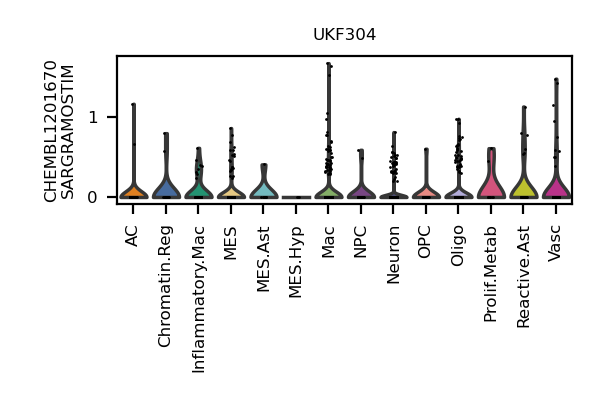 UKF304
CHEMBL1201670
SARGRAMOSTIM
1
0
AC
Chromatin.Reg
Inflammatory.Mac
MES
MES.Ast
MES.Hyp
Mac
NPC
Neuron
OPC
Oligo
Prolif.Metab
Reactive.Ast
Vasc